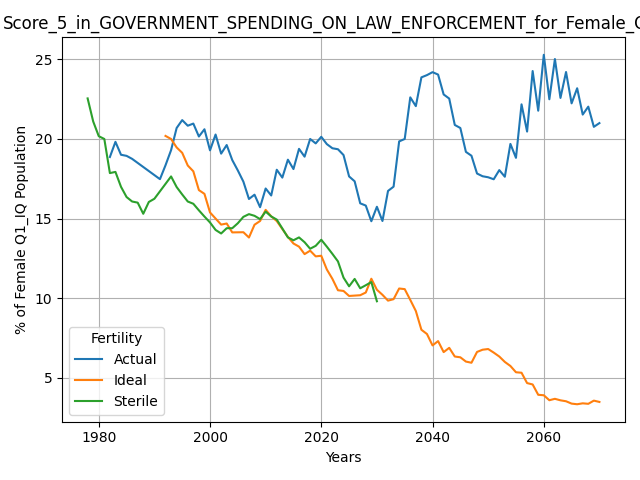 Score_5_in_GOVERNMENT_SPENDING_ON_LAW_ENFORCEMENT_for_Female_
25
20
15
10
5
% of Female Q1_IQ Population
Fertility
Actual
Ideal
Sterile
1980
2000
2020
2040
2060
Years